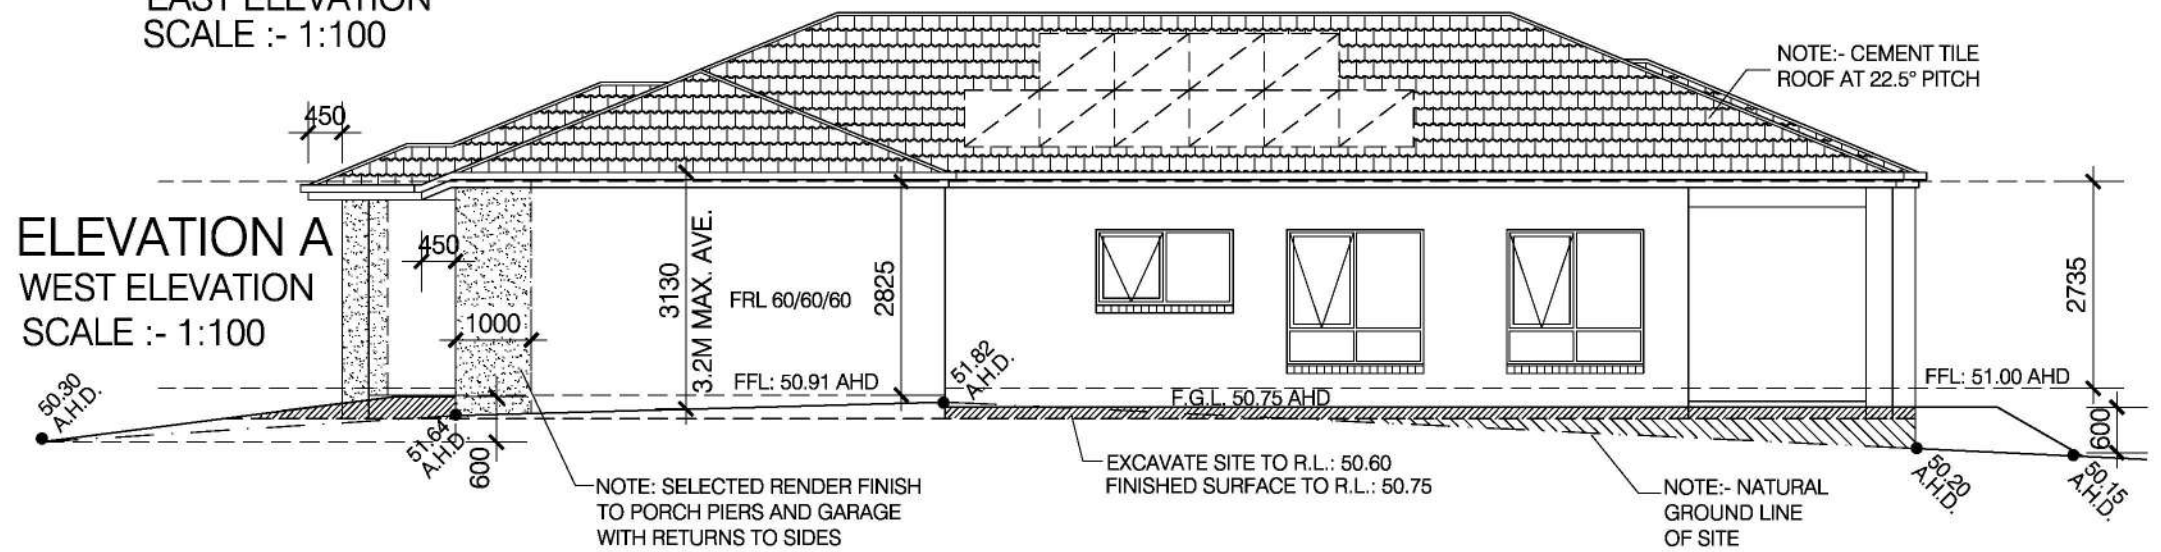 EAST ELEVATION
SCALE :- 1:100
NOTE:- CEMENT TILE
ROOF AT 22.5° PITCH
450
ELEVATION A
WEST ELEVATION
SCALE :- 1:100
450
1000
3130
3.2M MAX. AVE.
FRL 60/60/60
2825
FFL: 50.91 AHD
51.82
A.H.D.
F.G.L. 50.75 AHD
2735
FFL: 51.00 AHD
600
50.30
A.H.D.
51.64
A.H.D.
600
NOTE: SELECTED RENDER FINISH
TO PORCH PIERS AND GARAGE
WITH RETURNS TO SIDES
EXCAVATE SITE TO R.L.: 50.60
FINISHED SURFACE TO R.L.: 50.75
NOTE:- NATURAL
GROUND LINE
OF SITE
50.20
A.H.D.
50.15
A.H.D.